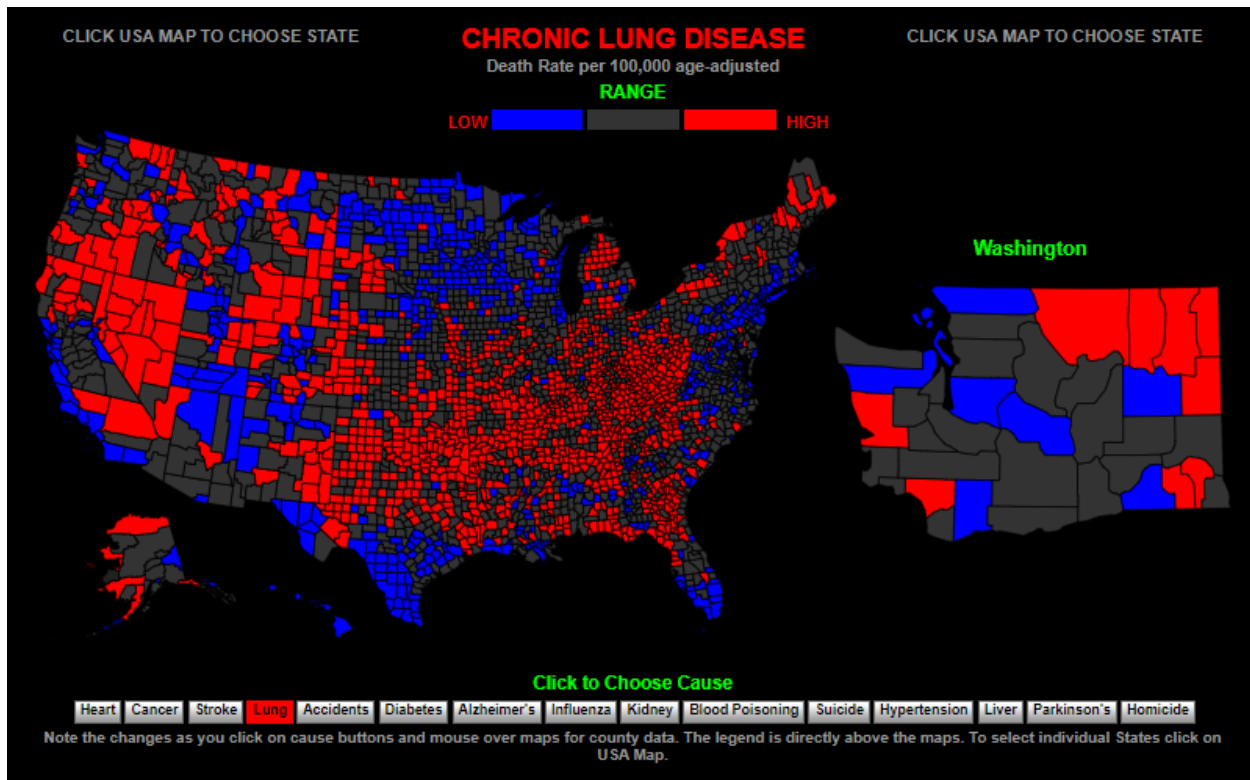 CLICK USA MAP TO CHOOSE STATE
CHRONIC LUNG DISEASE
CLICK USA MAP TO CHOOSE STATE
Death Rate per 100,000 age-adjusted
RANGE
LOW HIGH
Washington
Click to Choose Cause
Heart Cancer Stroke Lung Accidents Diabetes Alzheimer's Influenza Kidney Blood Poisoning Suicide Hypertension Liver Parkinson's Homicide
Note the changes as you click on cause buttons and mouse over maps for county data. The legend is directly above the maps. To select individual States click on
USA Map.